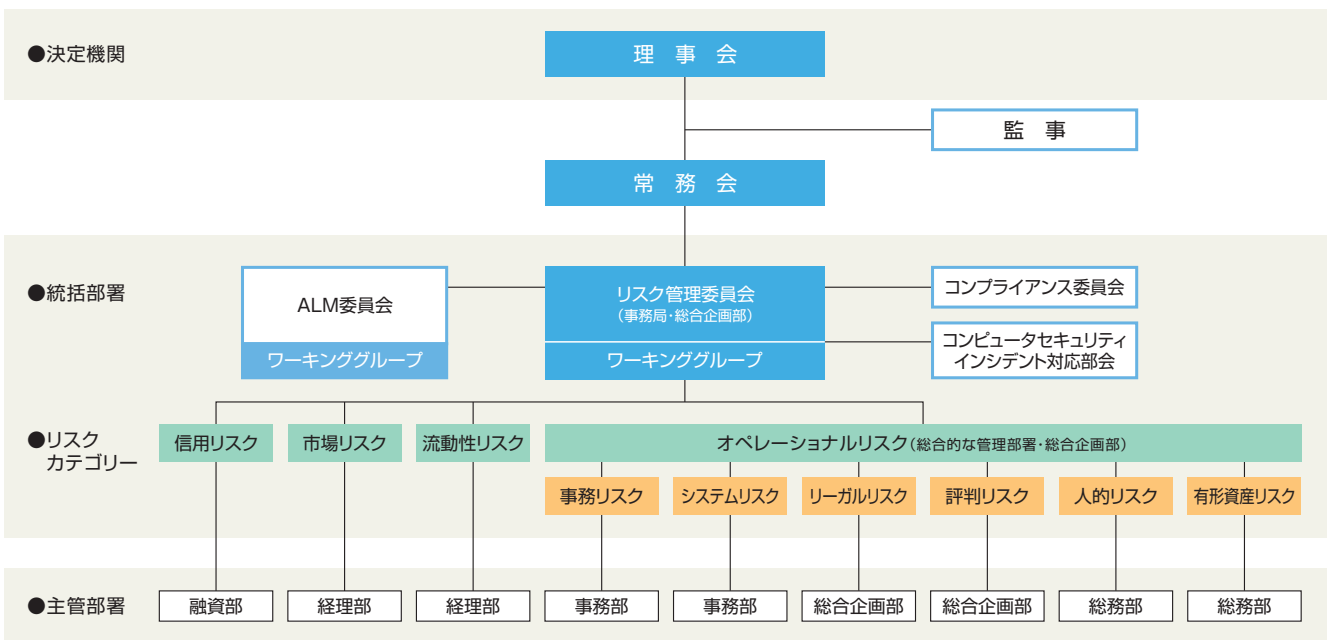 ●決定機関
理事会
監事
常務会
●統括部署
ALM委員会
ワーキンググループ
リスク管理委員会
(事務局・総合企画部)
ワーキンググループ
コンプライアンス委員会
コンピュータセキュリティ
インシデント対応部会
●リスク
カテゴリー
信用リスク
市場リスク
流動性リスク
オペレーショナルリスク(総合的な管理部署・総合企画部)
事務リスク
システムリスク
リーガルリスク
評判リスク
人的リスク
有形資産リスク
●主管部署
融資部
経理部
経理部
事務部
事務部
総合企画部
総合企画部
総務部
総務部